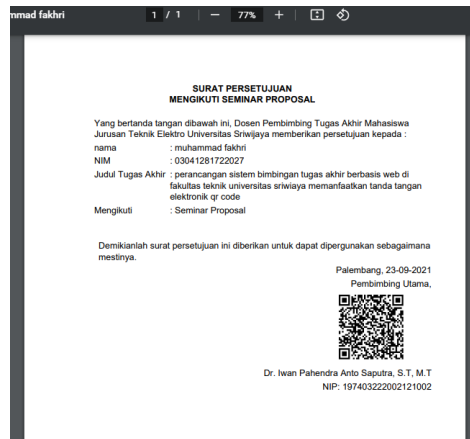 mmad fakhri
1 / 1 | — 77% + |
SURAT PERSETUJUAN
MENGIKUTI SEMINAR PROPOSAL
Yang bertanda tangan dibawah ini, Dosen Pembimbing Tugas Akhir Mahasiswa
Jurusan Teknik Elektro Universitas Sriwijaya memberikan persetujuan kepada :
nama : muhammad fakhri
NIM : 03041281722027
Judul Tugas Akhir : perancangan sistem bimbingan tugas akhir berbasis web di
fakultas teknik universitas sriwiaya memanfaatkan tanda tangan
elektronik qr code
Mengikuti : Seminar Proposal
Demikianlah surat persetujuan ini diberikan untuk dapat dipergunakan sebagaimana
mestinya.
Palembang, 23-09-2021
Pembimbing Utama,
Dr. Iwan Pahendra Anto Saputra, S.T, M.T
NIP: 197403222002121002